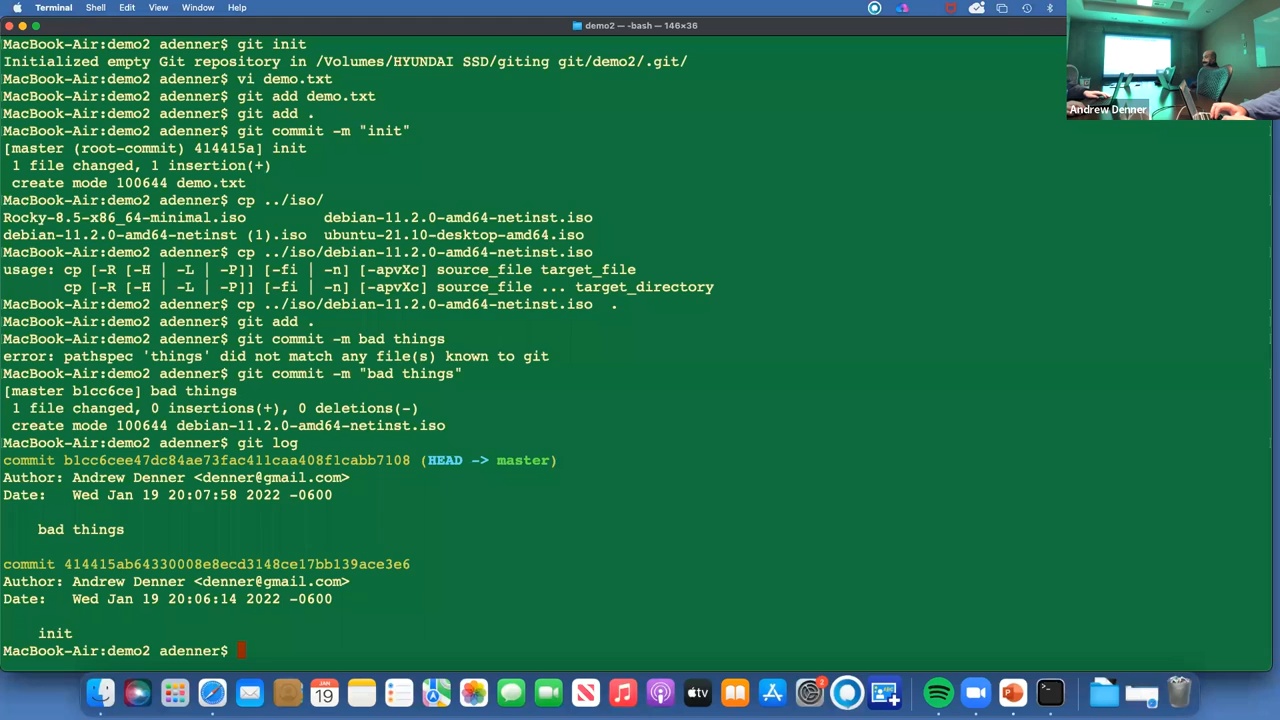 Terminal Shell Edit View Window Help
demo2 — -bash — 146×36
MacBook-Air:demo2 adenner$ git init
Initialized empty Git repository in /Volumes/HYUNDAI SSD/giting git/demo2/.git/
MacBook-Air:demo2 adenner$ vi demo.txt
MacBook-Air:demo2 adenner$ git add demo.txt
MacBook-Air:demo2 adenner$ git add .
MacBook-Air:demo2 adenner$ git commit -m "init"
[master (root-commit) 414415a] init
1 file changed, 1 insertion(+)
create mode 100644 demo.txt
MacBook-Air:demo2 adenner$ cp ../iso/
Rocky-8.5-x86_64-minimal.iso debian-11.2.0-amd64-netinst.iso
debian-11.2.0-amd64-netinst (1).iso ubuntu-21.10-desktop-amd64.iso
MacBook-Air:demo2 adenner$ cp ../iso/debian-11.2.0-amd64-netinst.iso
usage: cp [-R [-H | -L | -P]] [-fi | -n] [-apvXc] source_file target_file
cp [-R [-H | -L | -P]] [-fi | -n] [-apvXc] source_file ... target_directory
MacBook-Air:demo2 adenner$ cp ../iso/debian-11.2.0-amd64-netinst.iso .
MacBook-Air:demo2 adenner$ git add .
MacBook-Air:demo2 adenner$ git commit -m bad things
error: pathspec 'things' did not match any file(s) known to git
MacBook-Air:demo2 adenner$ git commit -m "bad things"
[master b1cc6ce] bad things
1 file changed, 0 insertions(+), 0 deletions(-)
create mode 100644 debian-11.2.0-amd64-netinst.iso
MacBook-Air:demo2 adenner$ git log
commit b1cc6cee47dc84ae73fac411caa408f1cabb7108 (HEAD -> master)
Author: Andrew Denner <denner@gmail.com>
Date: Wed Jan 19 20:07:58 2022 -0600
bad things
commit 414415ab64330008e8ecd3148ce17bb139ace3e6
Author: Andrew Denner <denner@gmail.com>
Date: Wed Jan 19 20:06:14 2022 -0600
init
MacBook-Air:demo2 adenner$
Andrew Denner
JAN
19
tv
2